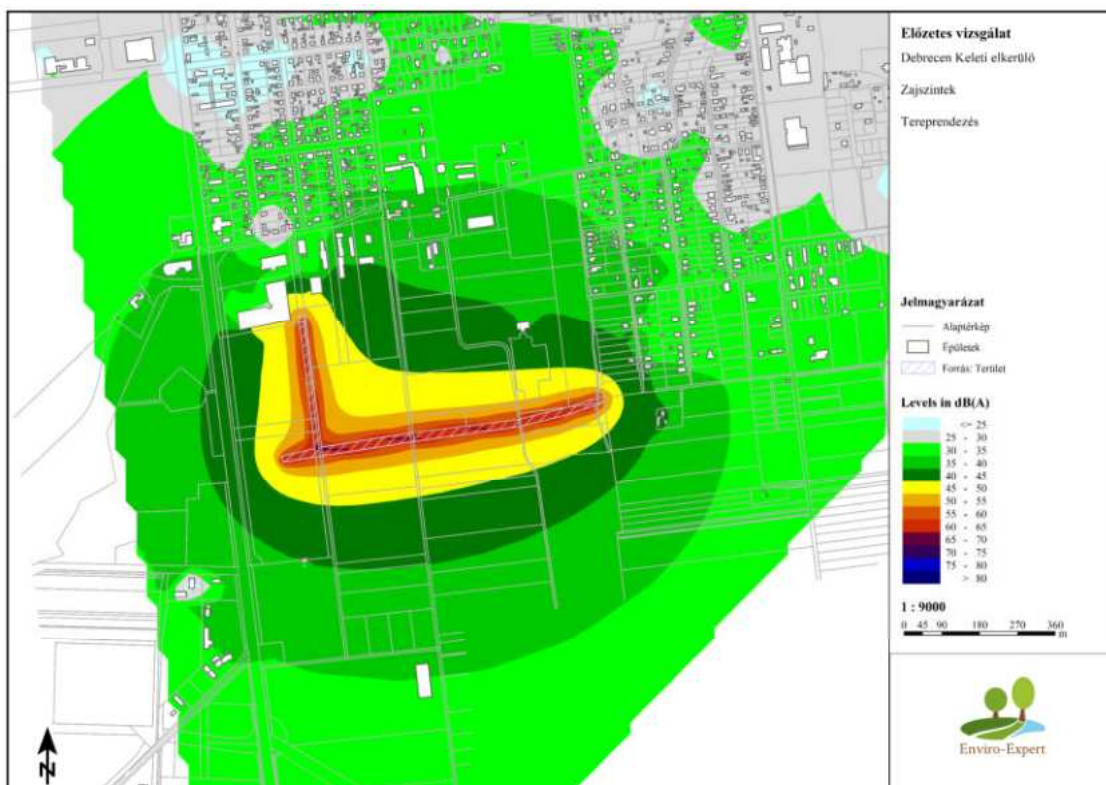 Előzetes vizsgálat
Debrecen Keleti elkerülő
Zajszintek
Tereprendezés
Jelmagyarázat
Alaptérkép
Épületek
Forrás: Terület
Levels in dB(A)
<= 25
25 - 30
30 - 35
35 - 40
40 - 45
45 - 50
50 - 55
55 - 60
60 - 65
65 - 70
70 - 75
75 - 80
> 80
1 : 9000
0 45 90 180 270 360
m
Enviro-Expert
N